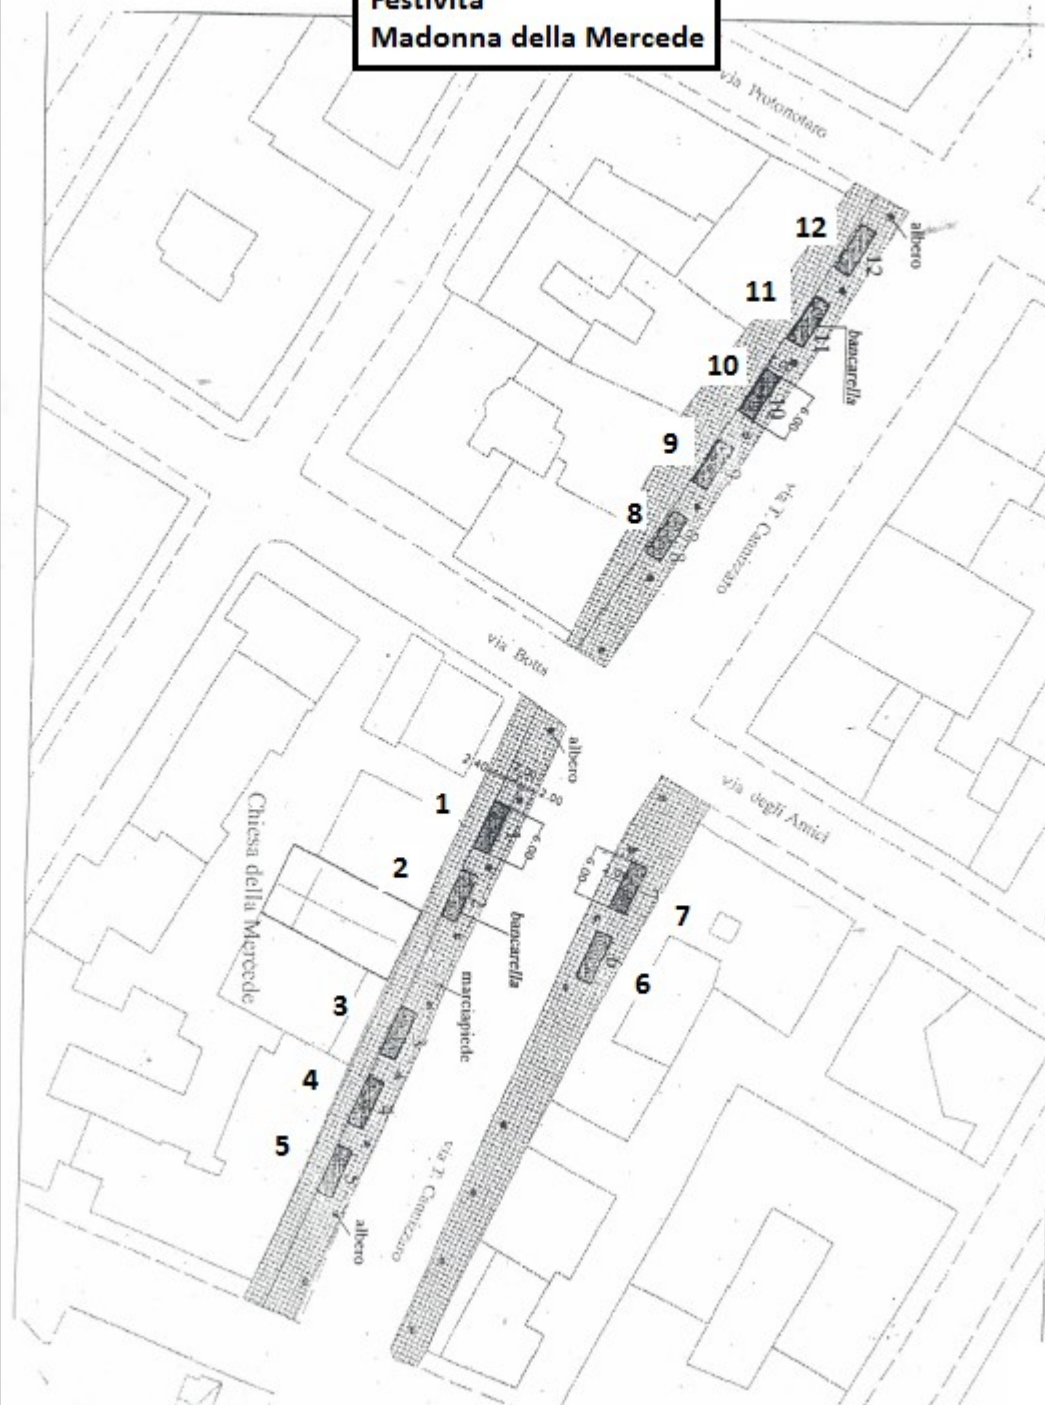 Festività
Madonna della Mercede
via Protonotaro
12
albero
12
11
bancarella
11
10
10
6.00
9
9
via T. Cannizzaro
8
8
via Botta
albero
2.40
2.00
via degli Amici
1
1
6.00
6.00
Chiesa della Mercede
2
2
bancarella
7
7
6
6
marciapiede
3
3
4
4
5
5
via T. Cannizzaro
albero